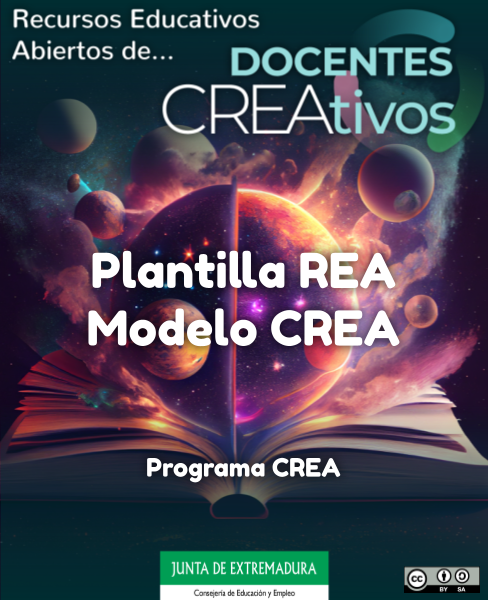 Recursos Educativos
Abiertos de...
DOCENTES
CREAtivos
Plantilla REA
Modelo CREA
Programa CREA
JUNTA DE EXTREMADURA
Consejería de Educación y Empleo
cc
BY SA